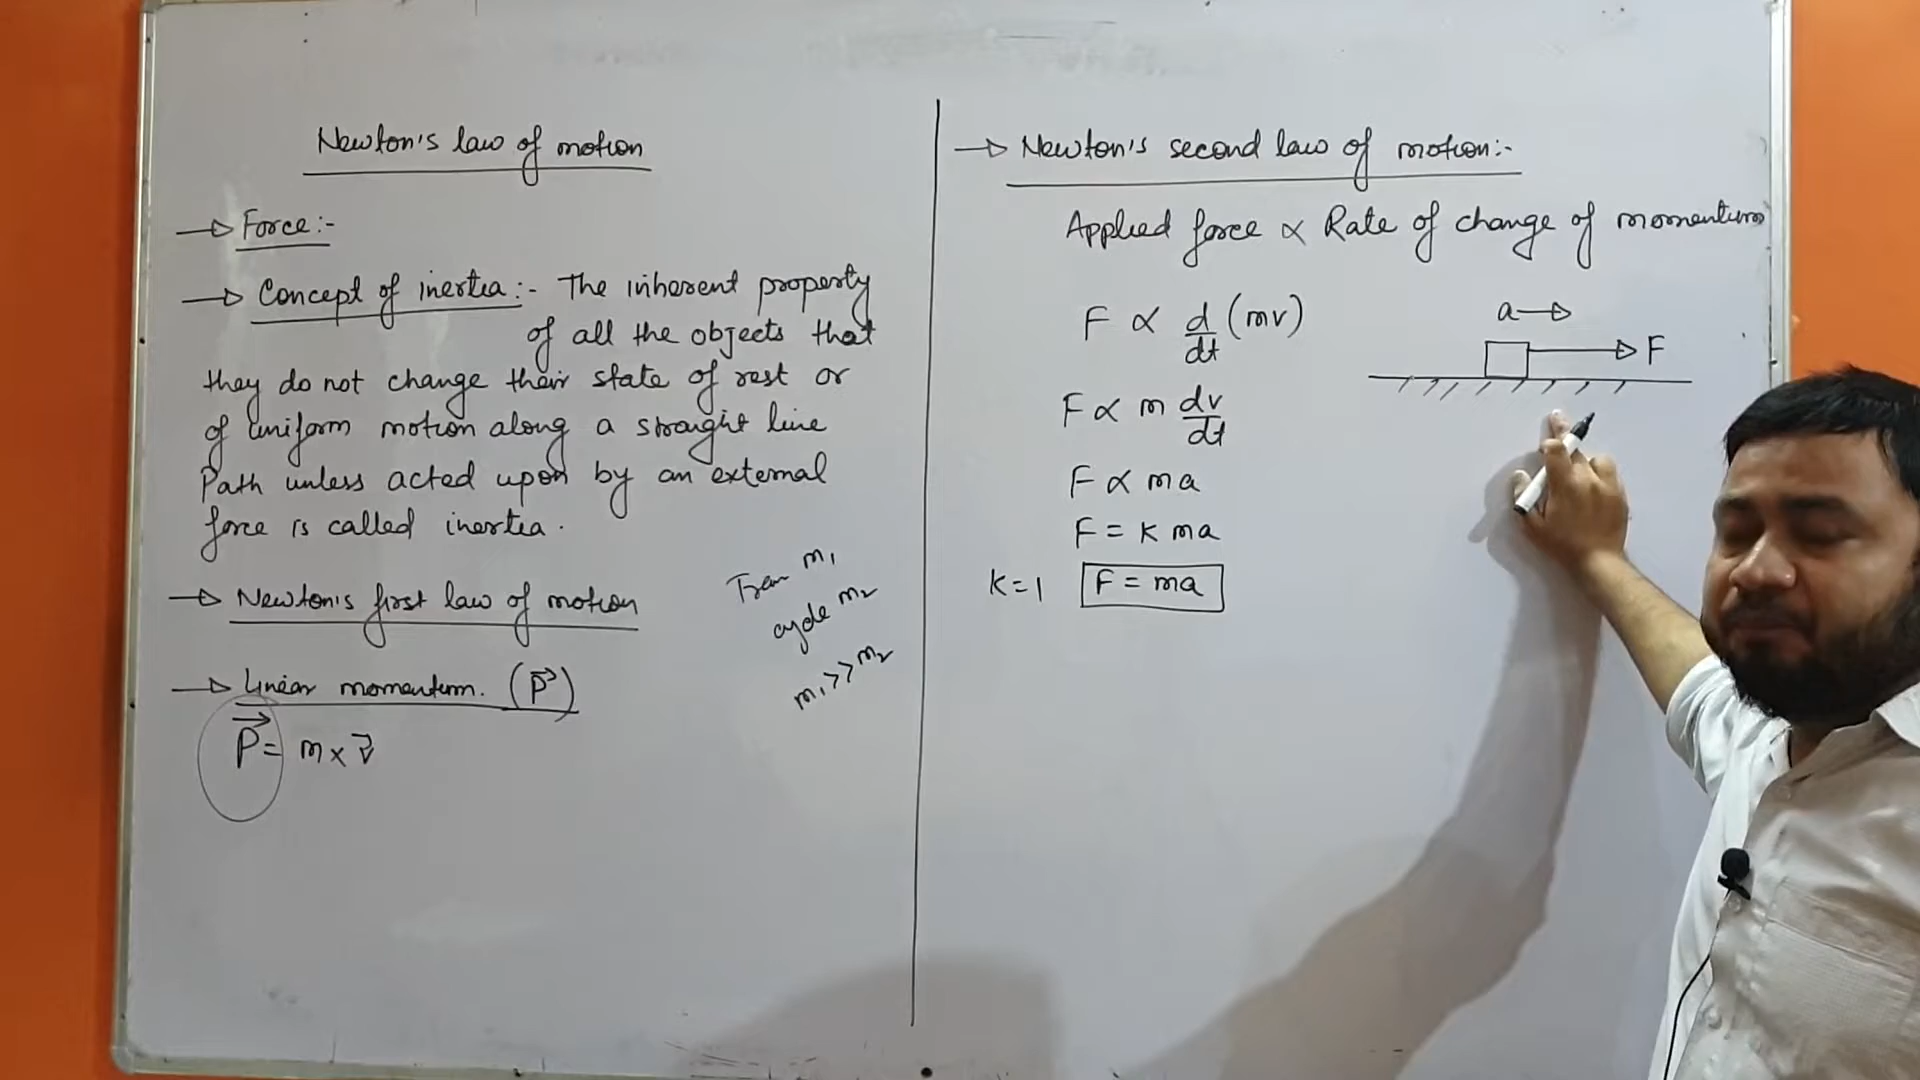 Newton's law of motion
→ Force:-
→ Concept of inertia:- The inherent property
of all the objects that
they do not change their state of rest or
of uniform motion along a straight line
Path unless acted upon by an external
force is called inertia.
→ Newton's first law of motion
Train m₁
cycle m₂
m₁ >> m₂
→ Linear momentum. (P⃗)
P⃗ = m × v⃗
→ Newton's second law of motion:-
Applied force ∝ Rate of change of momentum
F ∝ d/dt (mv)
a →
F
F ∝ m dv/dt
F ∝ ma
F = K ma
K=1 F = ma